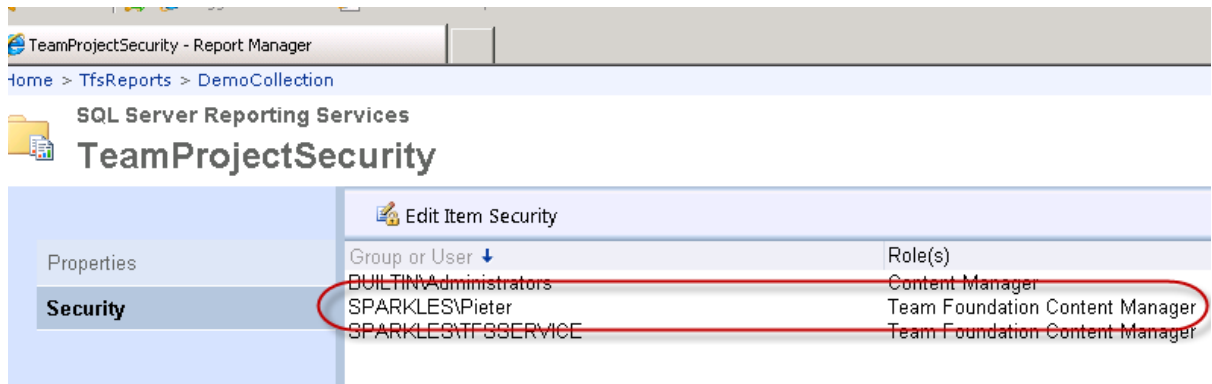 TeamProjectSecurity - Report Manager
Home > TfsReports > DemoCollection
SQL Server Reporting Services
TeamProjectSecurity
Edit Item Security
Properties
Security
Group or User Role(s)
BUILTIN\Administrators Content Manager
SPARKLES\Pieter Team Foundation Content Manager
SPARKLES\TFSSERVICE Team Foundation Content Manager